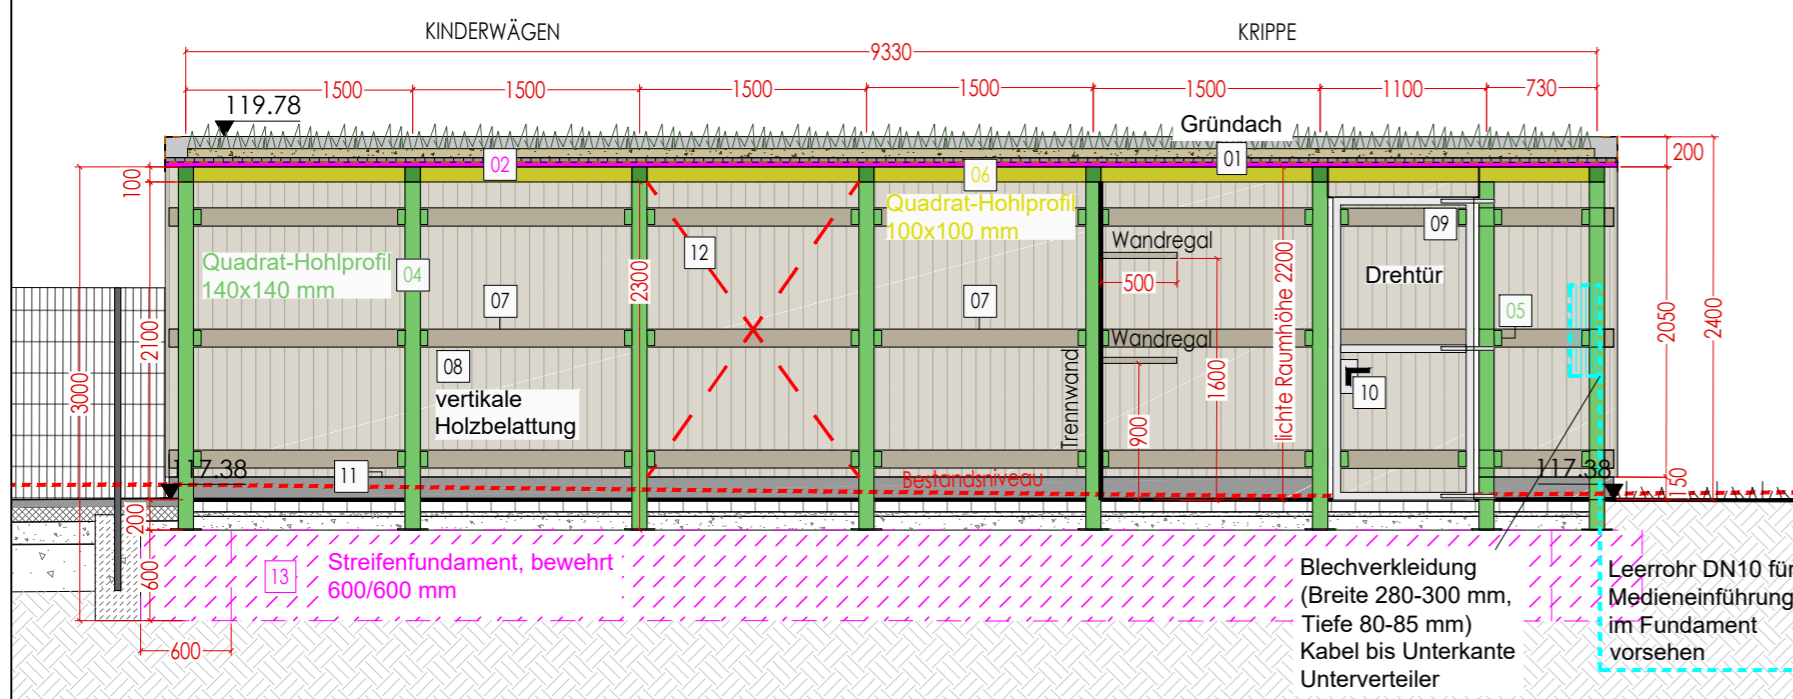 KINDERWÄGEN
KRIPPE
9330
1500
1500
1500
1500
1500
1100
730
119.78
Gründach
02
06
01
200
100
Quadrat-Hohlprofil
100x100 mm
12
09
Wandregal
Quadrat-Hohlprofil
140x140 mm
04
2300
500
lichte Raumhöhe 2200
Drehtür
07
07
05
2050
2400
2100
3000
Wandregal
08
vertikale
Holzbelattung
Trennwand
1600
900
10
117.38
11
Bestandsniveau
117.38
150
200
600
13
Streifenfundament, bewehrt
600/600 mm
600
Blechverkleidung
(Breite 280-300 mm,
Tiefe 80-85 mm)
Kabel bis Unterkante
Unterverteiler
Leerrohr DN10 für
Medieneinführung
im Fundament
vorsehen